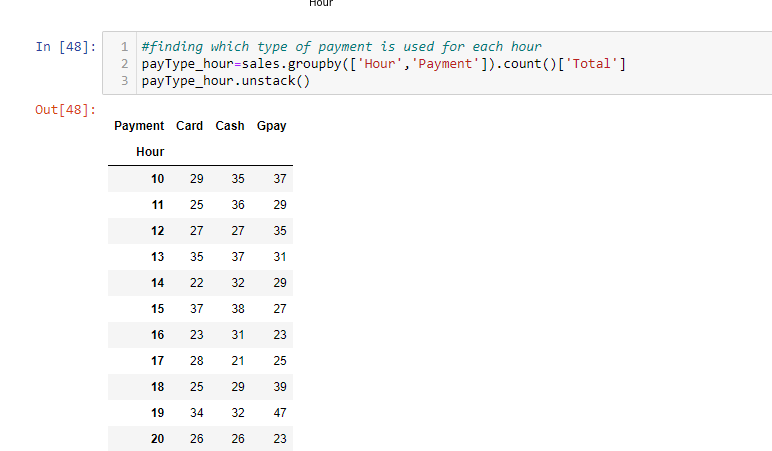 Hour
In [48]:
1 #finding which type of payment is used for each hour
2 payType_hour=sales.groupby(['Hour','Payment']).count()['Total']
3 payType_hour.unstack()
Out[48]:
Payment Card Cash Gpay
Hour
10 29 35 37
11 25 36 29
12 27 27 35
13 35 37 31
14 22 32 29
15 37 38 27
16 23 31 23
17 28 21 25
18 25 29 39
19 34 32 47
20 26 26 23